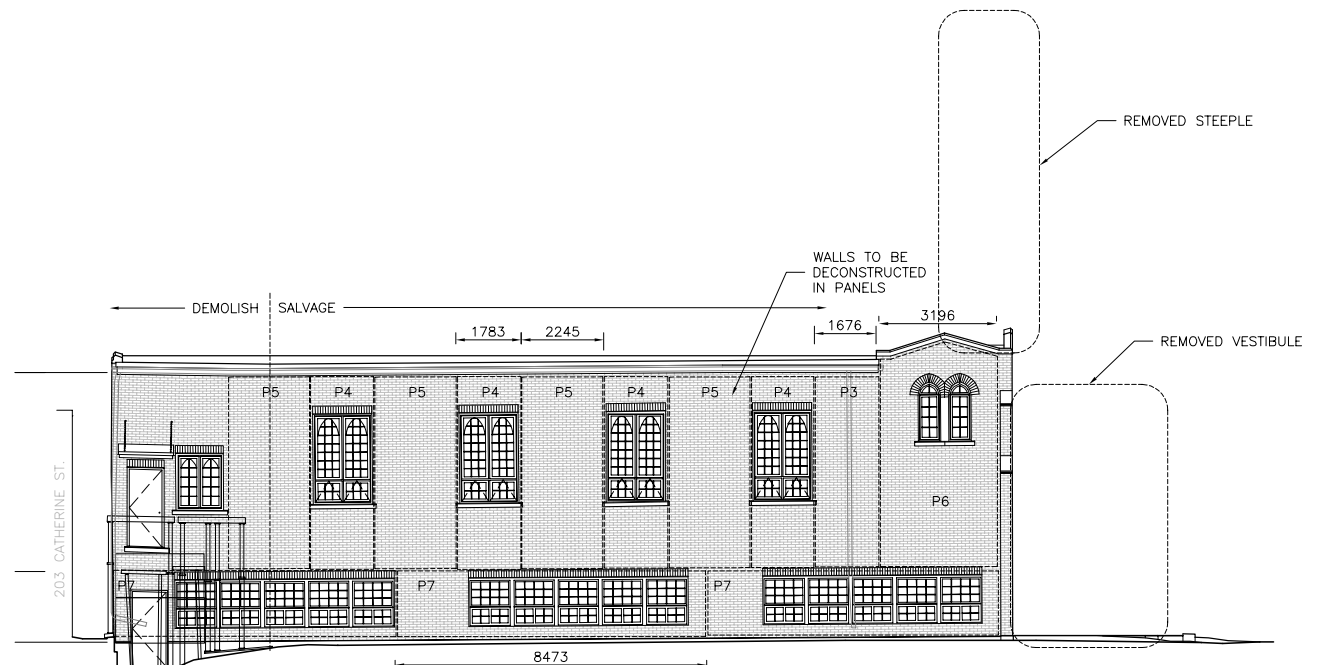 REMOVED STEEPLE
WALLS TO BE
DECONSTRUCTED
IN PANELS
DEMOLISH
SALVAGE
1783
2245
1676
3196
REMOVED VESTIBULE
P5
P4
P5
P4
P5
P4
P5
P4
P3
P6
203 CATHERINE ST.
P7
P7
P7
8473